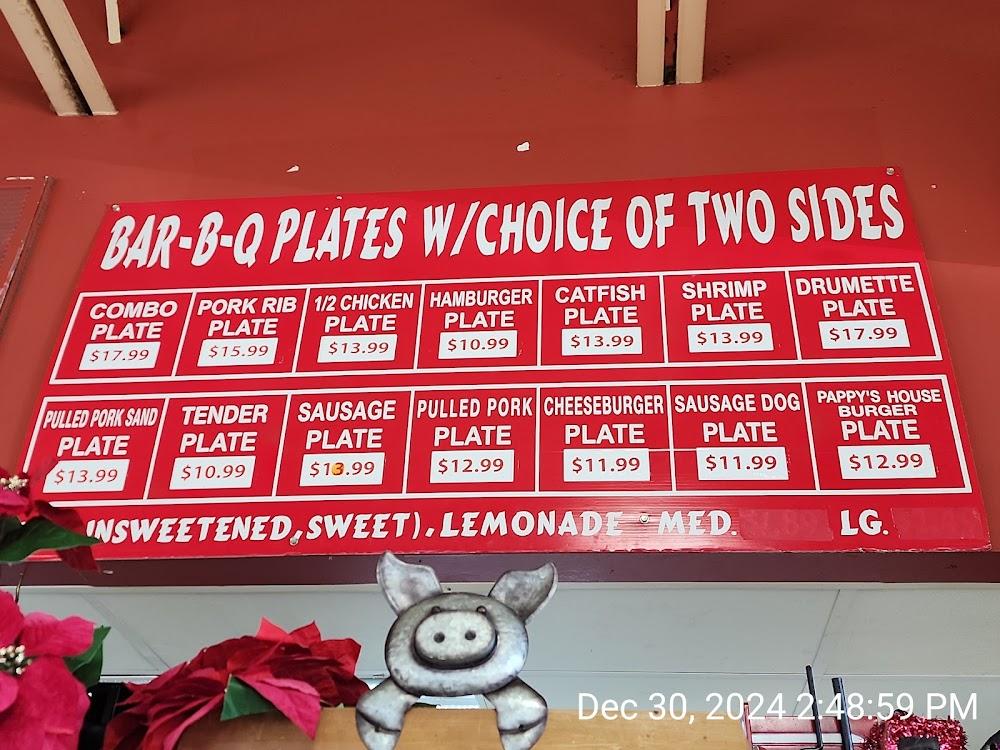 BAR-B-Q PLATES W/CHOICE OF TWO SIDES
COMBO PLATE $17.99
PORK RIB PLATE $15.99
1/2 CHICKEN PLATE $13.99
HAMBURGER PLATE $10.99
CATFISH PLATE $13.99
SHRIMP PLATE $13.99
DRUMETTE PLATE $17.99
PULLED PORK SAND PLATE $13.99
TENDER PLATE $10.99
SAUSAGE PLATE $13.99
PULLED PORK PLATE $12.99
CHEESEBURGER PLATE $11.99
SAUSAGE DOG PLATE $11.99
PAPPY'S HOUSE BURGER PLATE $12.99
UNSWEETENED, SWEET), LEMONADE MED. LG.
Dec 30, 2024 2:48:59 PM